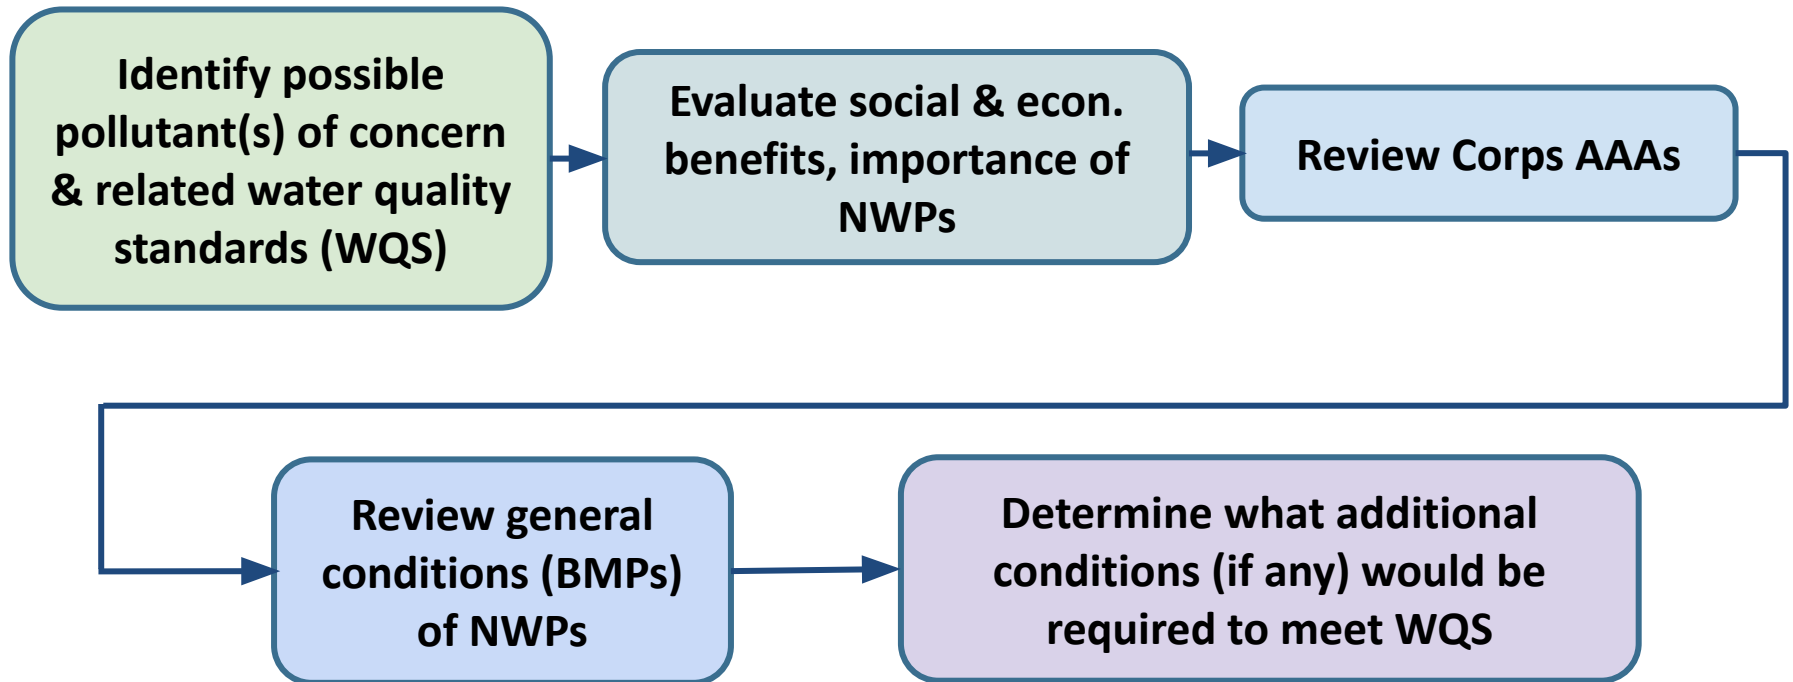 Identify possible
pollutant(s) of concern
& related water quality
standards (WQS)
Evaluate social & econ.
benefits, importance of
NWPs
Review Corps AAAs
Review general
conditions (BMPs)
of NWPs
Determine what additional
conditions (if any) would be
required to meet WQS